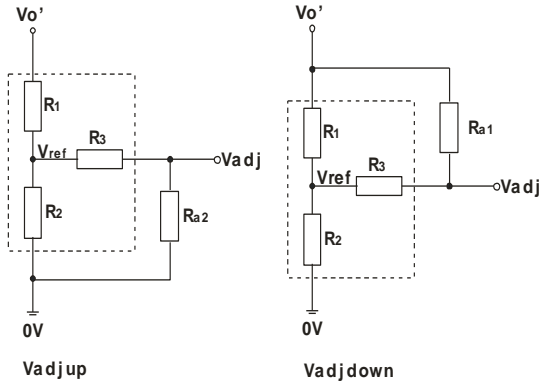 Vo’
R1
Vref
R3
Vadj
R2
Ra2
0V
Vadjup
Vo’
R1
Ra1
Vref
R3
Vadj
R2
0V
Vadjdown